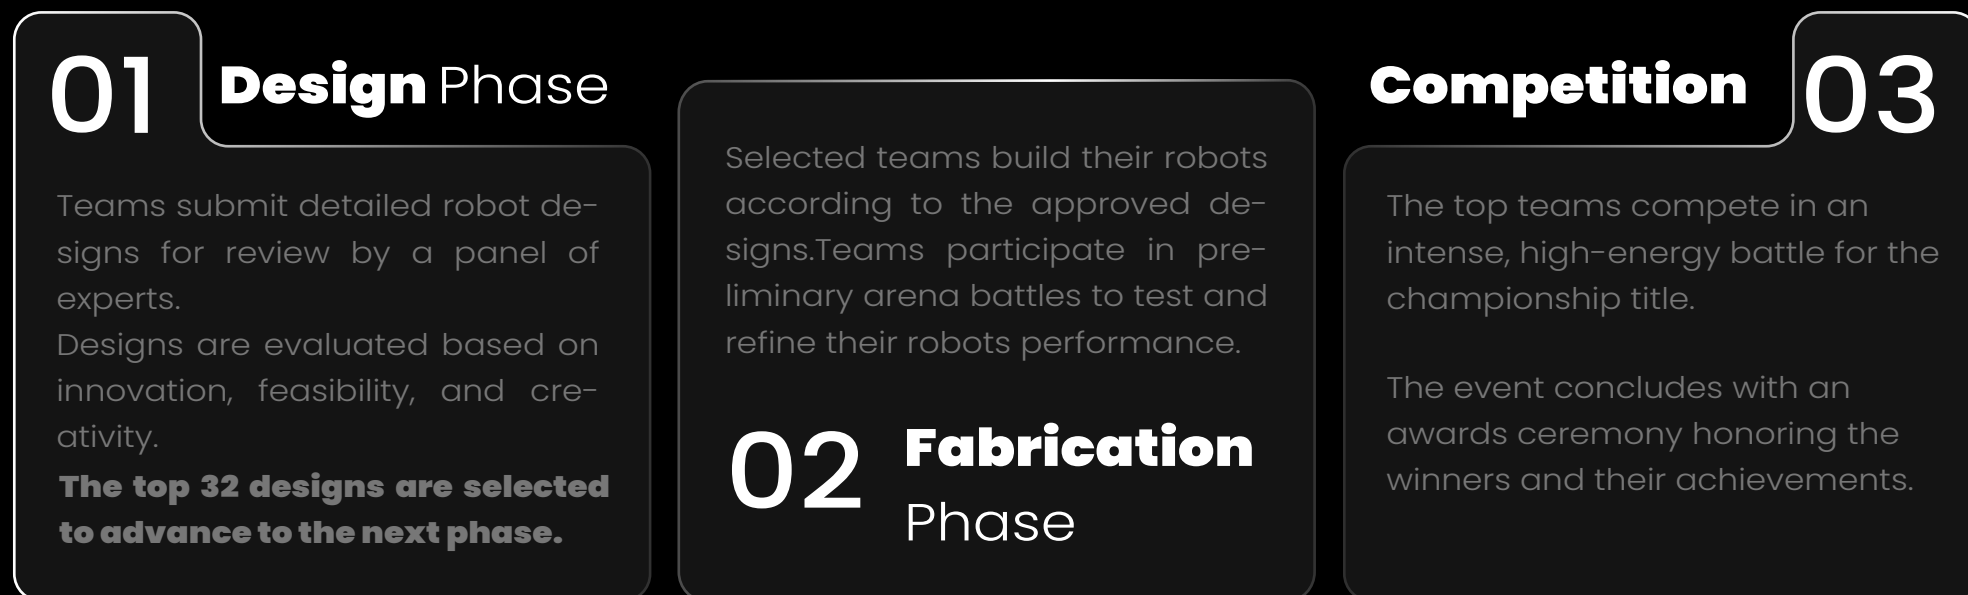 01
Design Phase
Teams submit detailed robot de-
signs for review by a panel of
experts.
Designs are evaluated based on
innovation, feasibility, and cre-
ativity.
The top 32 designs are selected
to advance to the next phase.
Selected teams build their robots
according to the approved de-
signs.Teams participate in pre-
liminary arena battles to test and
refine their robots performance.
02
Fabrication
Phase
Competition
03
The top teams compete in an
intense, high-energy battle for the
championship title.
The event concludes with an
awards ceremony honoring the
winners and their achievements.